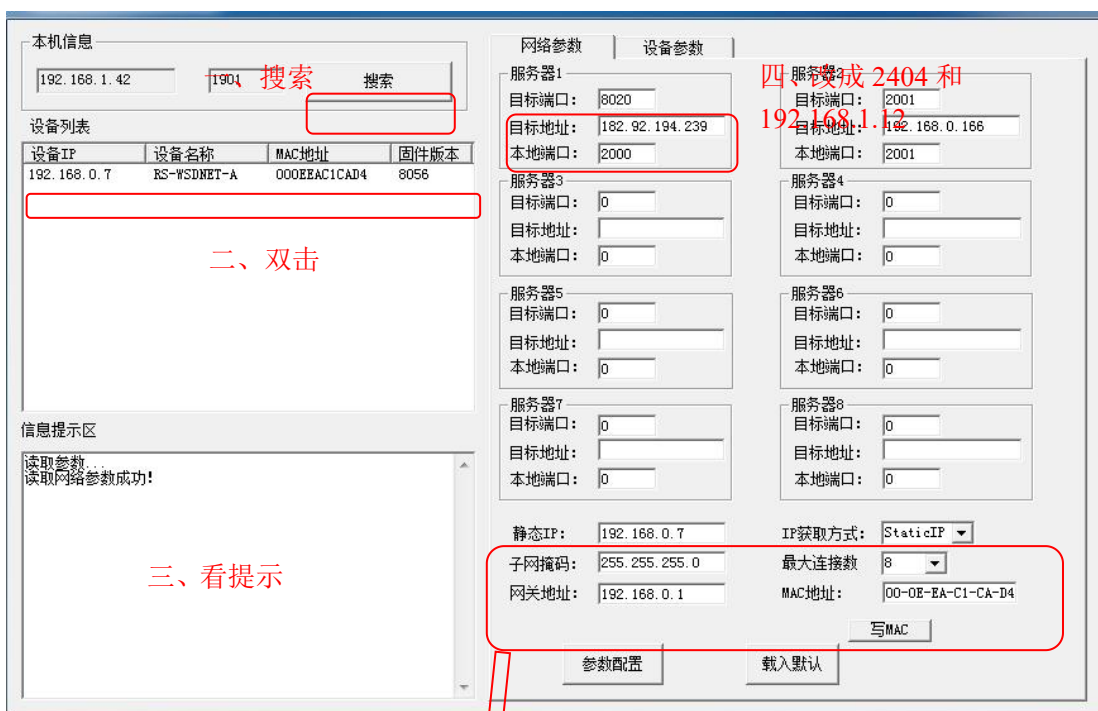 本机信息
192.168.1.42
1901
一、搜索
搜索
设备列表
设备IP 设备名称 MAC地址 固件版本
192.168.0.7 RS-WSDNET-A 000EEAC1CAD4 8056
二、双击
信息提示区
读取参数...
读取网络参数成功!
三、看提示
网络参数 设备参数
服务器1
目标端口： 8020
目标地址： 182.92.194.239
本地端口： 2000
服务器2
目标端口： 2001
目标地址： 192.168.0.166
本地端口： 2001
四、改成 2404 和
192.168.1.12
服务器3
目标端口： 0
目标地址：
本地端口： 0
服务器4
目标端口： 0
目标地址：
本地端口： 0
服务器5
目标端口： 0
目标地址：
本地端口： 0
服务器6
目标端口： 0
目标地址：
本地端口： 0
服务器7
目标端口： 0
目标地址：
本地端口： 0
服务器8
目标端口： 0
目标地址：
本地端口： 0
静态IP： 192.168.0.7 IP获取方式： StaticIP
子网掩码： 255.255.255.0 最大连接数 8
网关地址： 192.168.0.1 MAC地址： 00-0E-EA-C1-CA-D4
写MAC
参数配置 载入默认